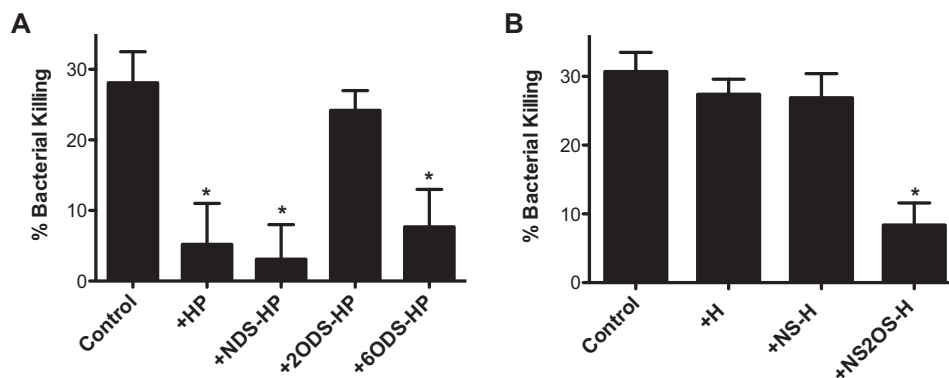 A
% Bacterial Killing
30
20
10
0
*
*
*
Control
+HP
+NDS-HP
+2ODS-HP
+6ODS-HP
B
% Bacterial Killing
30
20
10
0
*
Control
+H
+NS-H
+NS2OS-H